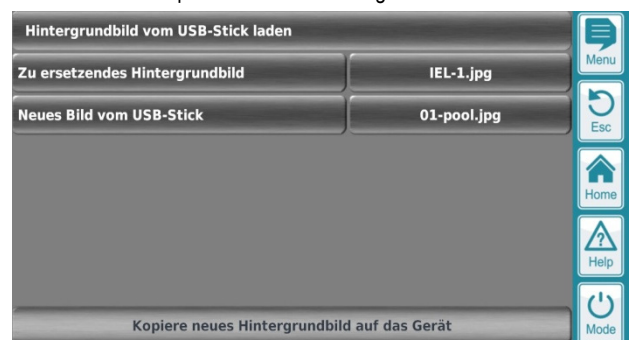 Hintergrundbild vom USB-Stick laden
Menu
Zu ersetzendes Hintergrundbild IEL-1.jpg
Neues Bild vom USB-Stick 01-pool.jpg
Esc
Home
Help
Kopiere neues Hintergrundbild auf das Gerät
Mode